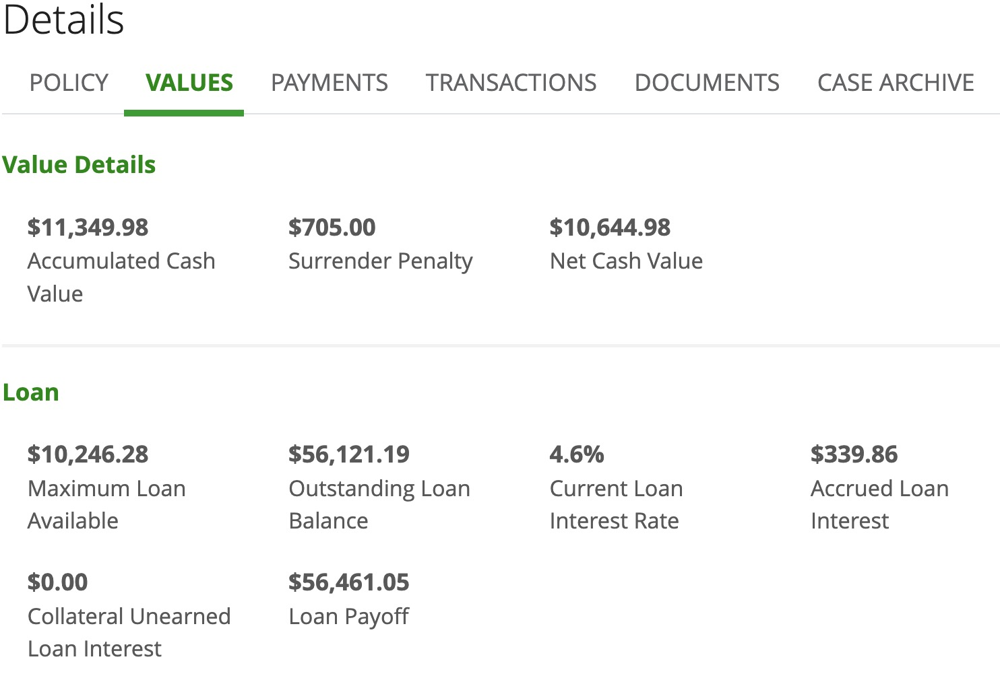 Details
POLICY VALUES PAYMENTS TRANSACTIONS DOCUMENTS CASE ARCHIVE
Value Details
$11,349.98 $705.00 $10,644.98
Accumulated Cash Surrender Penalty Net Cash Value
Value
Loan
$10,246.28 $56,121.19 4.6% $339.86
Maximum Loan Outstanding Loan Current Loan Accrued Loan
Available Balance Interest Rate Interest
$0.00 $56,461.05
Collateral Unearned Loan Payoff
Loan Interest